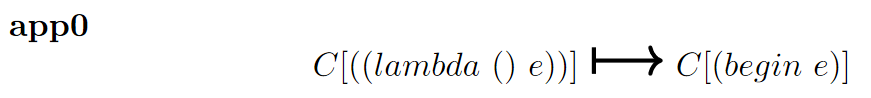 app0
C[((lambda () e))] ⟼ C[(begin e)]